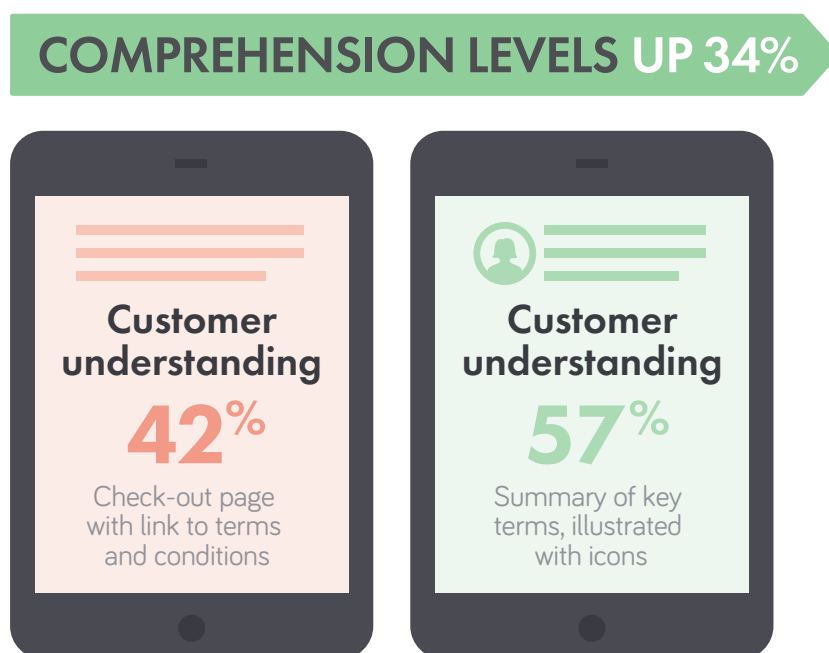 COMPREHENSION LEVELS UP 34%
Customer
understanding
42%
Check-out page
with link to terms
and conditions
Customer
understanding
57%
Summary of key
terms, illustrated
with icons